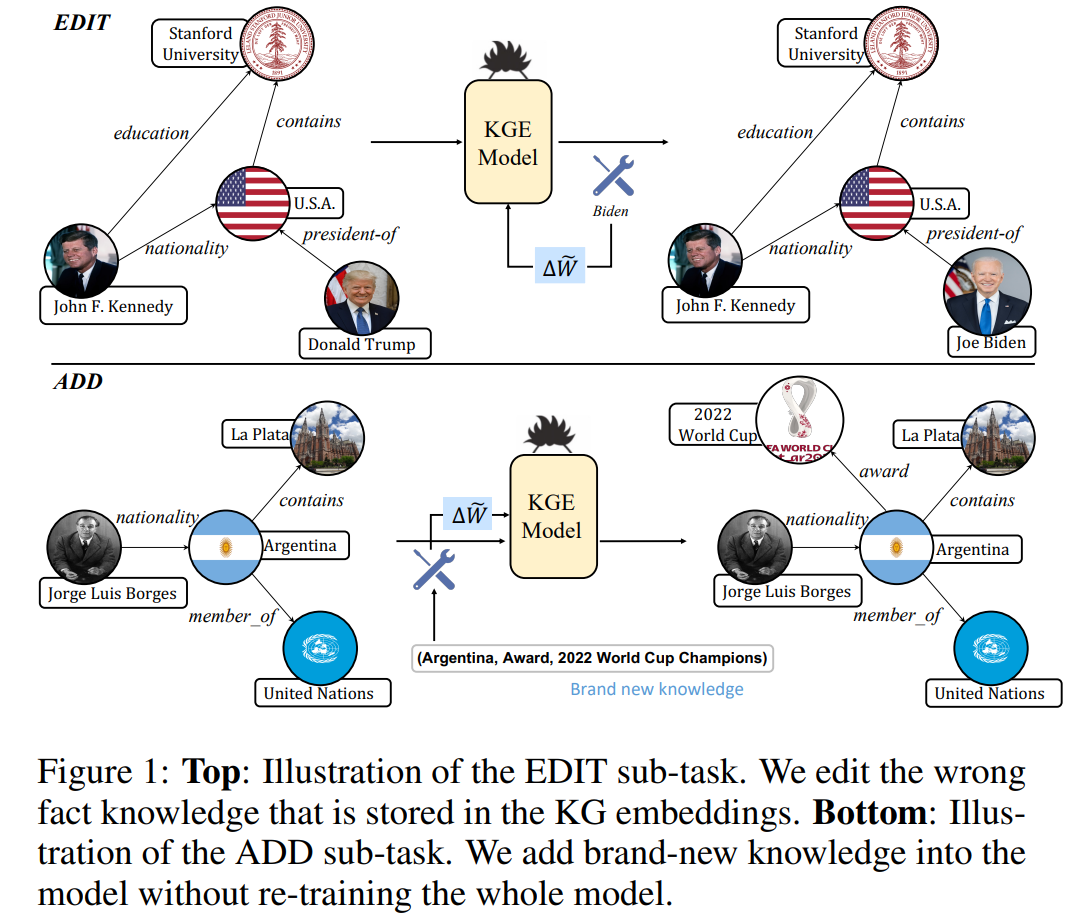 EDIT
Stanford
University
1891
education
contains
U.S.A.
nationality
president-of
John F. Kennedy
Donald Trump
KGE
Model
Biden
ΔW̃
Stanford
University
1891
education
contains
U.S.A.
nationality
president-of
John F. Kennedy
Joe Biden
ADD
La Plata
contains
nationality
Argentina
Jorge Luis Borges
member_of
United Nations
ΔW̃
KGE
Model
(Argentina, Award, 2022 World Cup Champions)
Brand new knowledge
2022
World Cup
FA WORLD C
award
La Plata
contains
nationality
Argentina
Jorge Luis Borges
member_of
United Nations
Figure 1: Top: Illustration of the EDIT sub-task. We edit the wrong
fact knowledge that is stored in the KG embeddings. Bottom: Illus-
tration of the ADD sub-task. We add brand-new knowledge into the
model without re-training the whole model.